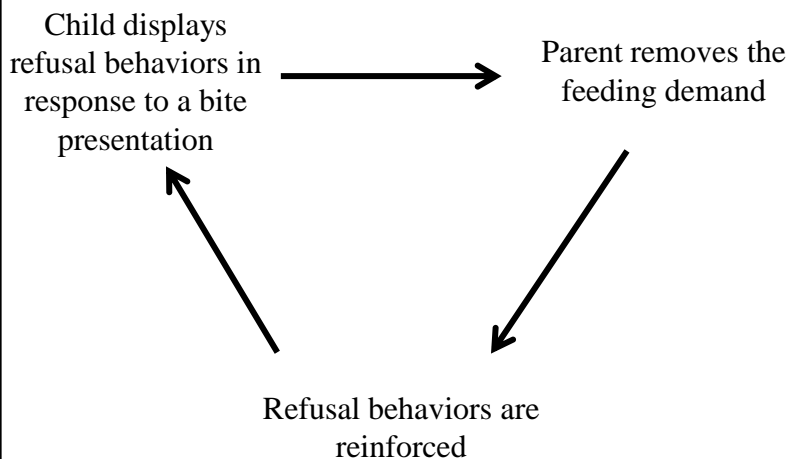 Child displays
refusal behaviors in
response to a bite
presentation
Parent removes the
feeding demand
Refusal behaviors are
reinforced